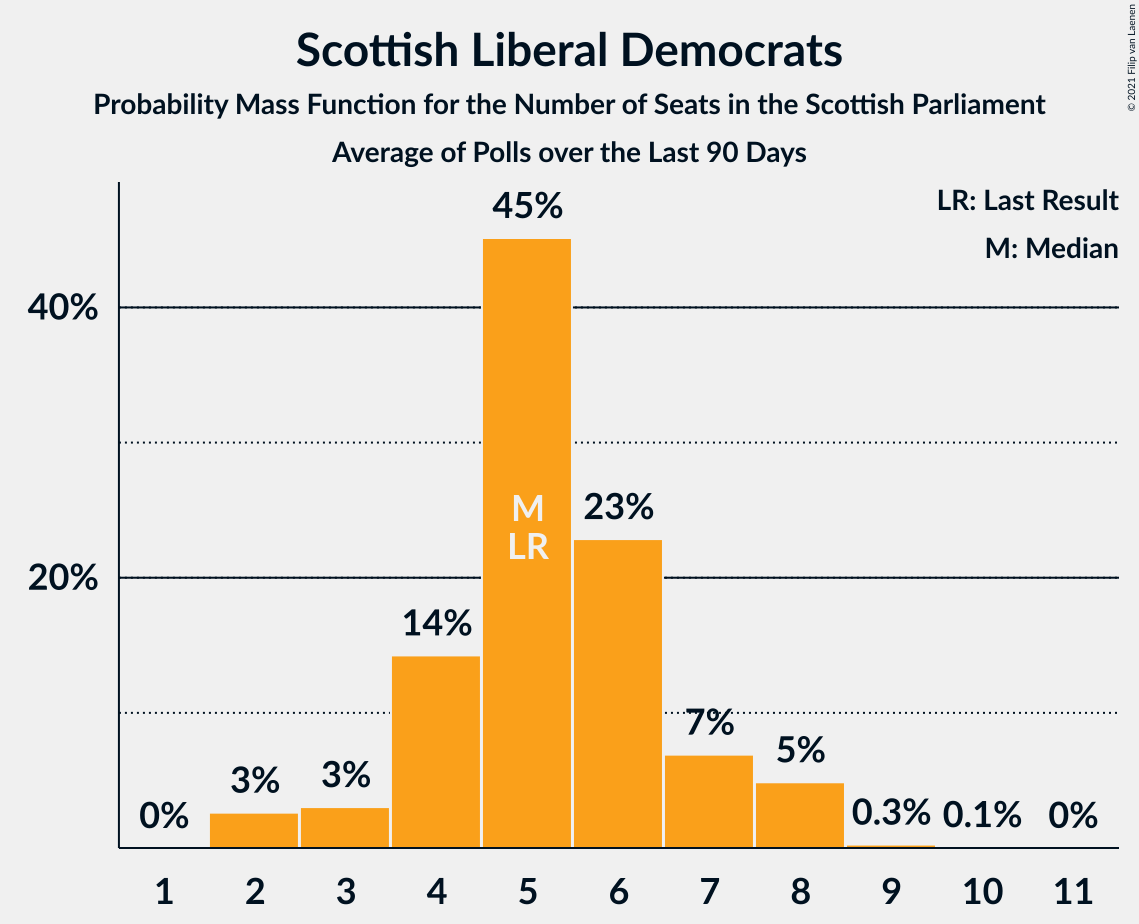 Scottish Liberal Democrats
Probability Mass Function for the Number of Seats in the Scottish Parliament
Average of Polls over the Last 90 Days
© 2021 Filip van Laenen
LR: Last Result
M: Median
40%
20%
0%
3%
3%
14%
45%
M
LR
23%
7%
5%
0.3%
0.1%
0%
1 2 3 4 5 6 7 8 9 10 11